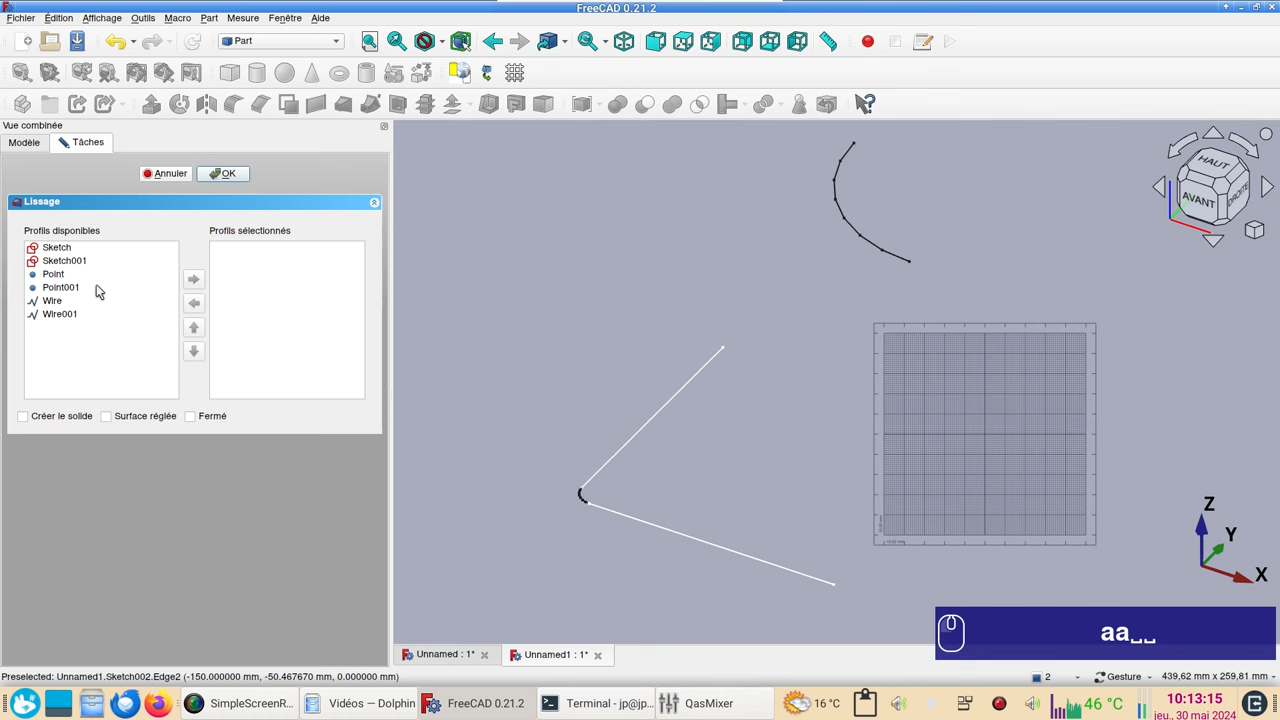 FreeCAD 0.21.2
Fichier Édition Affichage Outils Macro Part Mesure Fenêtre Aide
Part
Vue combinée
Modèle Tâches
Annuler OK
Lissage
Profils disponibles Profils sélectionnés
Sketch
Sketch001
Point
Point001
Wire
Wire001
Créer le solide Surface réglée Fermé
HAUT
AVANT
DROITE
Z
Y
X
aa␣␣
Unnamed : 1* Unnamed1 : 1*
Preselected: Unnamed1.Sketch002.Edge2 (-150.000000 mm, -50.467670 mm, 0.000000 mm) 2 Gesture 439,62 mm x 259,81 mm
SimpleScreenR... Vidéos — Dolphin FreeCAD 0.21.2 Terminal - jp@jp... QasMixer 16°C 46 °C 10:13:15
jeu., 30 mai 2024